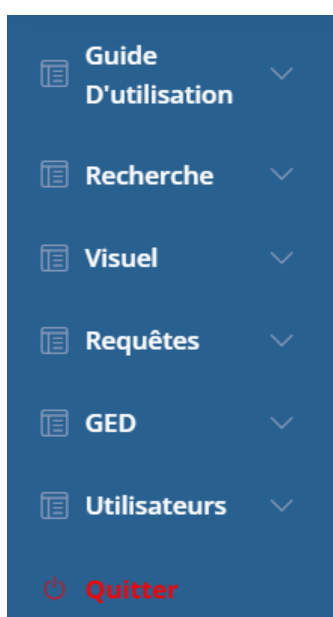 Guide
D'utilisation
Recherche
Visuel
Requêtes
GED
Utilisateurs
Quitter